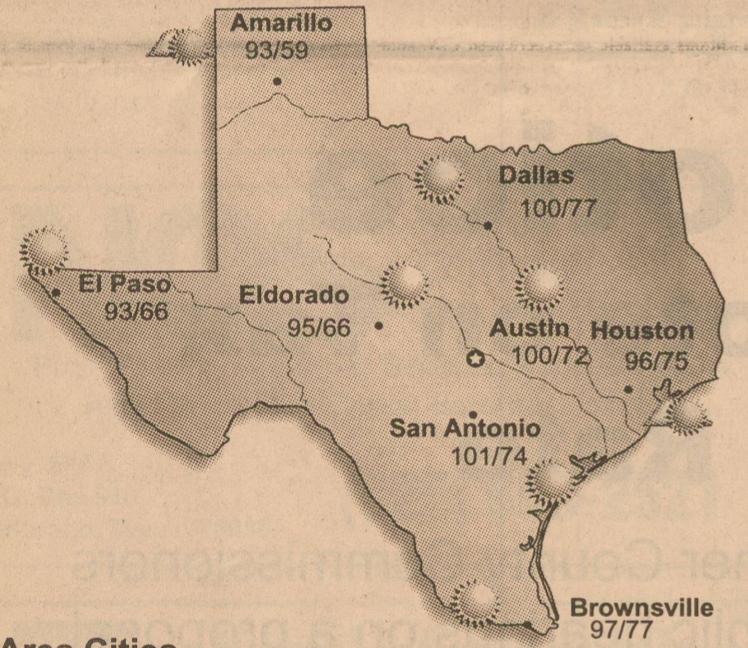 Amarillo
93/59
Dallas
100/77
El Paso
93/66
Eldorado
95/66
Austin
100/72
Houston
96/75
San Antonio
101/74
Brownsville
97/77
Area Cities